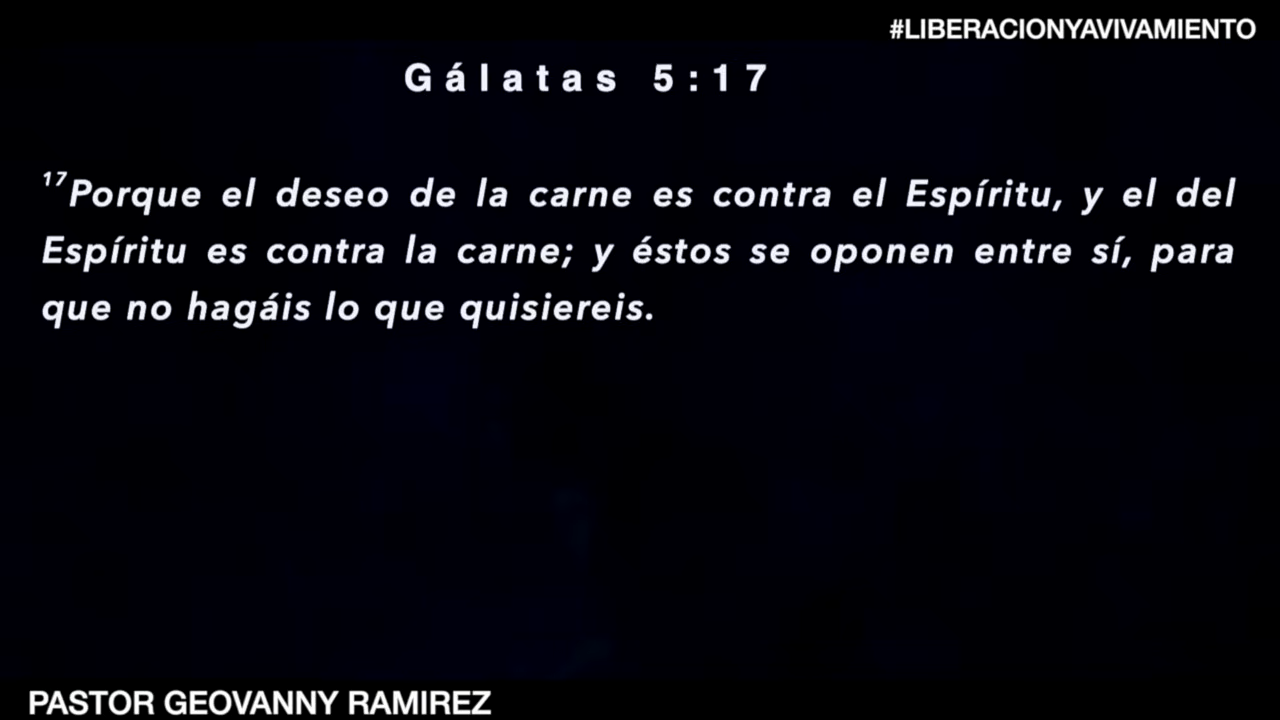 #LIBERACIONYAVIVAMIENTO
Gálatas 5:17
17Porque el deseo de la carne es contra el Espíritu, y el del
Espíritu es contra la carne; y éstos se oponen entre sí, para
que no hagáis lo que quisiereis.
PASTOR GEOVANNY RAMIREZ